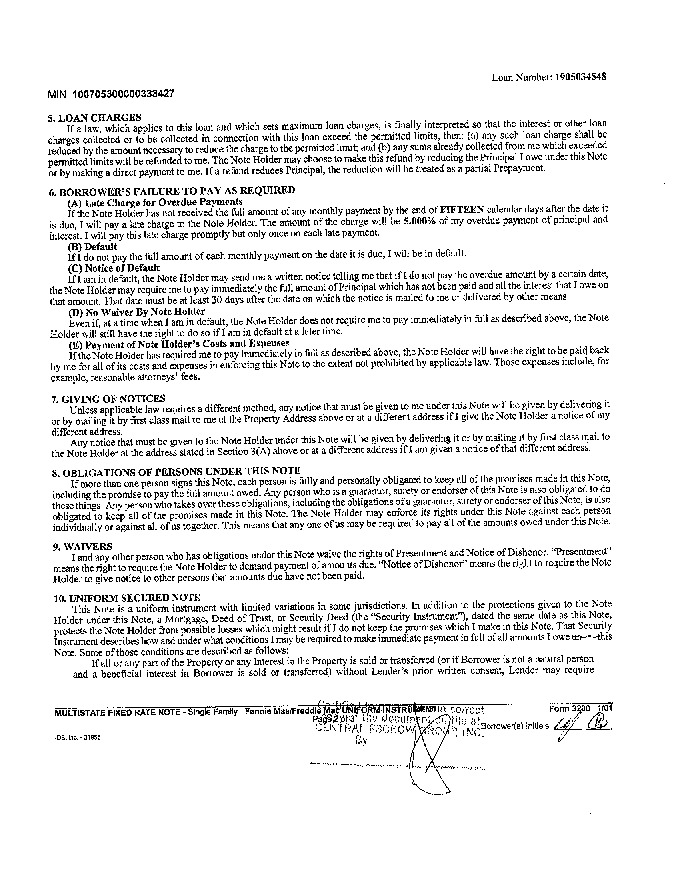 Loan Number: 1905034548
MIN 100705300000333427
5. LOAN CHARGES
If a law, which applies to this loan and which sets maximum loan charges, is finally interpreted so that the interest or other loan
charges collected or to be collected in connection with this loan exceed the permitted limits, then: (a) any such loan charge shall be
reduced by the amount necessary to reduce the charge to the permitted limit; and (b) any sums already collected from me which exceeded
permitted limits will be refunded to me. The Note Holder may choose to make this refund by reducing the Principal I owe under this Note
or by making a direct payment to me. If a refund reduces Principal, the reduction will be treated as a partial Prepayment.
6. BORROWER'S FAILURE TO PAY AS REQUIRED
(A) Late Charge for Overdue Payments
If the Note Holder has not received the full amount of any monthly payment by the end of FIFTEEN calendar days after the date it
is due, I will pay a late charge to the Note Holder. The amount of the charge will be 5.000% of my overdue payment of principal and
interest. I will pay this late charge promptly but only once on each late payment.
(B) Default
If I do not pay the full amount of each monthly payment on the date it is due, I will be in default.
(C) Notice of Default
If I am in default, the Note Holder may send me a written notice telling me that if I do not pay the overdue amount by a certain date,
the Note Holder may require me to pay immediately the full amount of Principal which has not been paid and all the interest that I owe on
that amount. That date must be at least 30 days after the date on which the notice is mailed to me or delivered by other means
(D) No Waiver By Note Holder
Even if, at a time when I am in default, the Note Holder does not require me to pay immediately in full as described above, the Note
Holder will still have the right to do so if I am in default at a later time.
(E) Payment of Note Holder's Costs and Expenses
If the Note Holder has required me to pay immediately in full as described above, the Note Holder will have the right to be paid back
by me for all of its costs and expenses in enforcing this Note to the extent not prohibited by applicable law. Those expenses include, for
example, reasonable attorneys' fees.
7. GIVING OF NOTICES
Unless applicable law requires a different method, any notice that must be given to me under this Note will be given by delivering it
or by mailing it by first class mail to me at the Property Address above or at a different address if I give the Note Holder a notice of my
different address.
Any notice that must be given to the Note Holder under this Note will be given by delivering it or by mailing it by first class mail to
the Note Holder at the address stated in Section 3(A) above or at a different address if I am given a notice of that different address.
8. OBLIGATIONS OF PERSONS UNDER THIS NOTE
If more than one person signs this Note, each person is fully and personally obligated to keep all of the promises made in this Note,
including the promise to pay the full amount owed. Any person who is a guarantor, surety or endorser of this Note is also obligated to do
these things. Any person who takes over these obligations, including the obligations of a guarantor, surety or endorser of this Note, is also
obligated to keep all of the promises made in this Note. The Note Holder may enforce its rights under this Note against each person
individually or against all of us together. This means that any one of us may be required to pay all of the amounts owed under this Note.
9. WAIVERS
I and any other person who has obligations under this Note waive the rights of Presentment and Notice of Dishonor. "Presentment"
means the right to require the Note Holder to demand payment of amounts due. "Notice of Dishonor" means the right to require the Note
Holder to give notice to other persons that amounts due have not been paid.
10. UNIFORM SECURED NOTE
This Note is a uniform instrument with limited variations in some jurisdictions. In addition to the protections given to the Note
Holder under this Note, a Mortgage, Deed of Trust, or Security Deed (the "Security Instrument"), dated the same date as this Note,
protects the Note Holder from possible losses which might result if I do not keep the promises which I make in this Note. That Security
Instrument describes how and under what conditions I may be required to make immediate payment in full of all amounts I owe this
Note. Some of those conditions are described as follows:
If all or any part of the Property or any Interest in the Property is sold or transferred (or if Borrower is not a natural person
and a beneficial interest in Borrower is sold or transferred) without Lender's prior written consent, Lender may require
MULTISTATE FIXED RATE NOTE - Single Family Fannie Mae/Freddie Mac UNIFORM INSTRUMENT correct Form 3200 1/01
Page 2 the document at
CENTRAL ESCROW GROUP, INC. Borrower(s) Initials
By